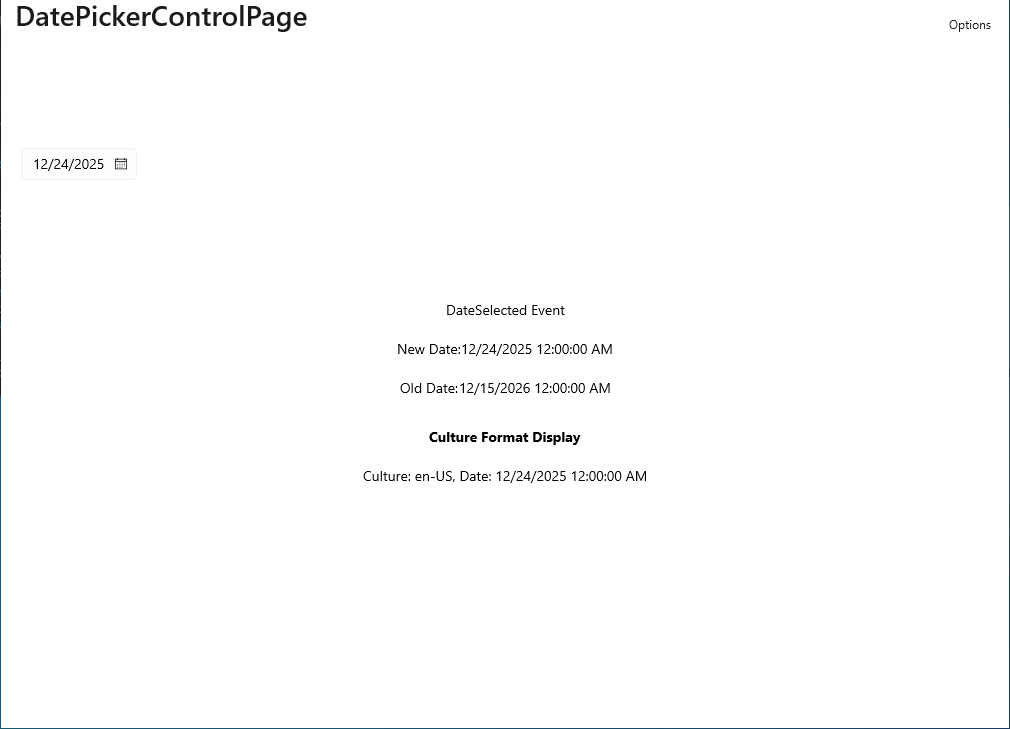 DatePickerControlPage
Options
12/24/2025
DateSelected Event
New Date:12/24/2025 12:00:00 AM
Old Date:12/15/2026 12:00:00 AM
Culture Format Display
Culture: en-US, Date: 12/24/2025 12:00:00 AM